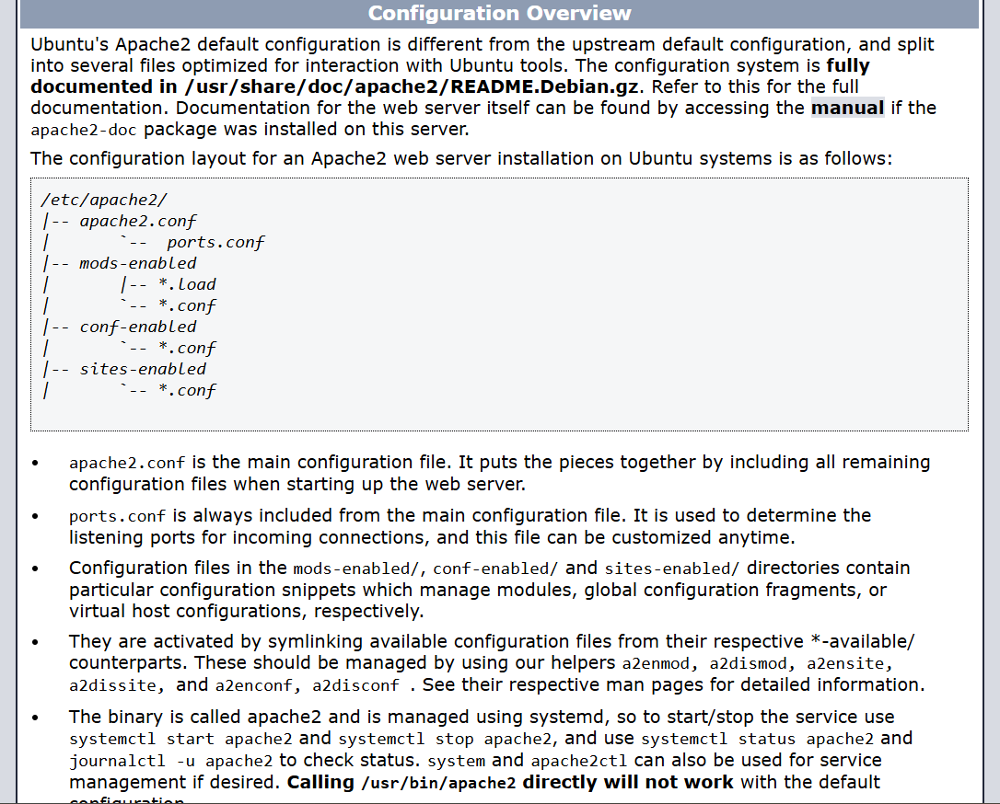 Configuration Overview
Ubuntu's Apache2 default configuration is different from the upstream default configuration, and split
into several files optimized for interaction with Ubuntu tools. The configuration system is fully
documented in /usr/share/doc/apache2/README.Debian.gz. Refer to this for the full
documentation. Documentation for the web server itself can be found by accessing the manual if the
apache2-doc package was installed on this server.
The configuration layout for an Apache2 web server installation on Ubuntu systems is as follows:
/etc/apache2/
|-- apache2.conf
|       `--  ports.conf
|-- mods-enabled
|       |-- *.load
|       `-- *.conf
|-- conf-enabled
|       `-- *.conf
|-- sites-enabled
|       `-- *.conf
• apache2.conf is the main configuration file. It puts the pieces together by including all remaining
configuration files when starting up the web server.
• ports.conf is always included from the main configuration file. It is used to determine the
listening ports for incoming connections, and this file can be customized anytime.
• Configuration files in the mods-enabled/, conf-enabled/ and sites-enabled/ directories contain
particular configuration snippets which manage modules, global configuration fragments, or
virtual host configurations, respectively.
• They are activated by symlinking available configuration files from their respective *-available/
counterparts. These should be managed by using our helpers a2enmod, a2dismod, a2ensite,
a2dissite, and a2enconf, a2disconf . See their respective man pages for detailed information.
• The binary is called apache2 and is managed using systemd, so to start/stop the service use
systemctl start apache2 and systemctl stop apache2, and use systemctl status apache2 and
journalctl -u apache2 to check status. system and apache2ctl can also be used for service
management if desired. Calling /usr/bin/apache2 directly will not work with the default
configuration.